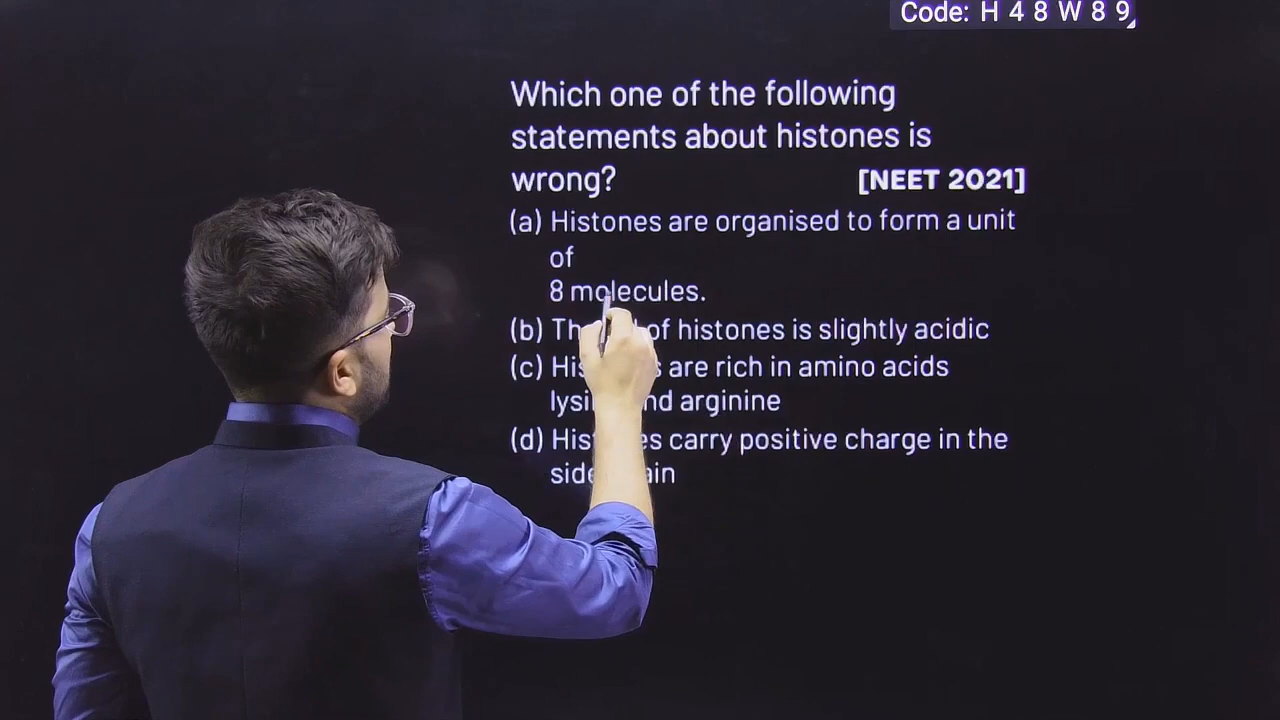 Code: H 4 8 W 8 9
Which one of the following
statements about histones is
wrong? [NEET 2021]
(a) Histones are organised to form a unit
of
8 molecules.
(b) of histones is slightly acidic
(c) are rich in amino acids
arginine
(d) carry positive charge in the